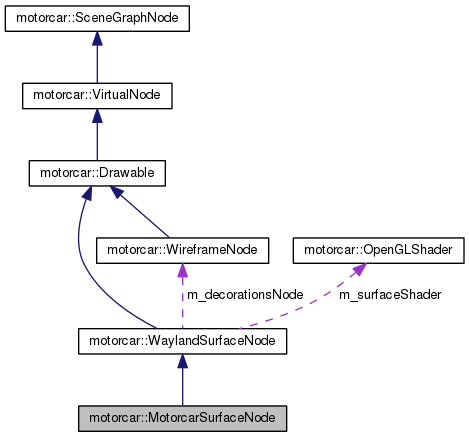 motorcar::SceneGraphNode
motorcar::VirtualNode
motorcar::Drawable
motorcar::WireframeNode
motorcar::OpenGLShader
m_decorationsNode
m_surfaceShader
motorcar::WaylandSurfaceNode
motorcar::MotorcarSurfaceNode